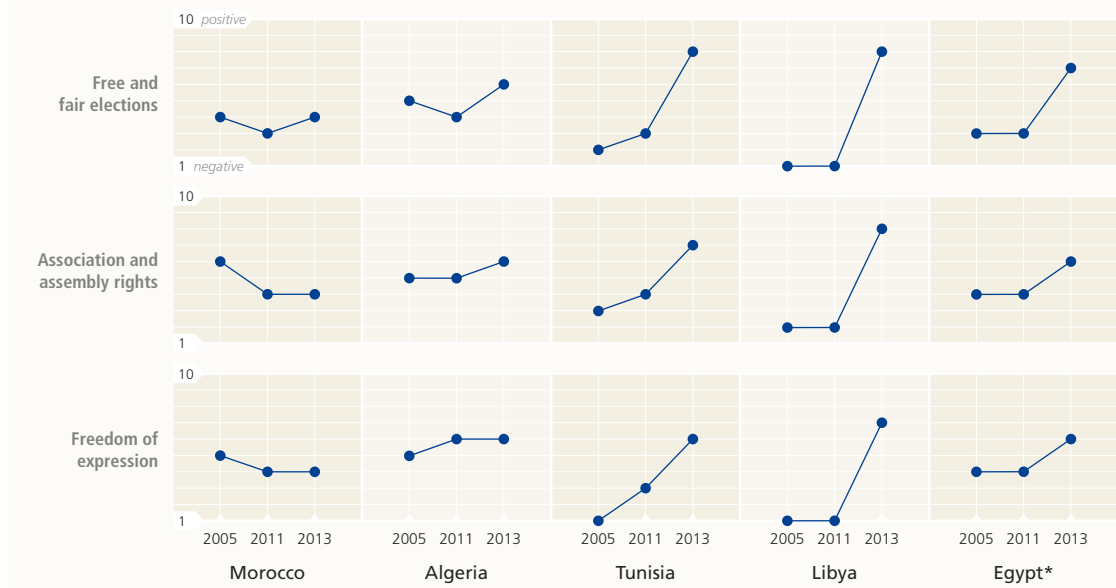 10 positive
Free and
fair elections
1 negative
10
Association and
assembly rights
1
10
Freedom of
expression
1
2005 2011 2013 2005 2011 2013 2005 2011 2013 2005 2011 2013 2005 2011 2013
Morocco Algeria Tunisia Libya Egypt*